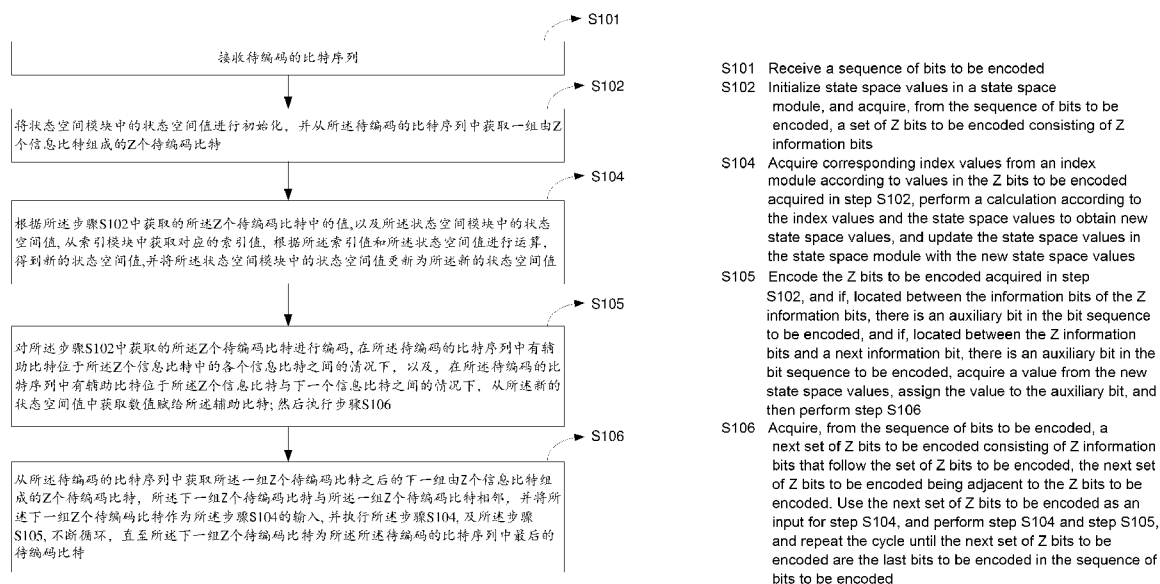 S101
接收待编码的比特序列
S102
将状态空间模块中的状态空间值进行初始化, 并从所述待编码的比特序列中获取一组由Z
个信息比特组成的Z个待编码比特
S104
根据所述步骤S102中获取的所述Z个待编码比特中的值,以及所述状态空间模块中的状态
空间值, 从索引模块中获取对应的索引值, 根据所述索引值和所述状态空间值进行运算,
得到新的状态空间值,并将所述状态空间模块中的状态空间值更新为所述新的状态空间值
S105
对所述步骤S102中获取的所述Z个待编码比特进行编码, 在所述待编码的比特序列中有辅
助比特位于所述Z个信息比特中的各个信息比特之间的情况下, 以及, 在所述待编码的比
特序列中有辅助比特位于所述Z个信息比特与下一个信息比特之间的情况下, 从所述新的
状态空间值中获取数值赋给所述辅助比特; 然后执行步骤S106
S106
从所述待编码的比特序列中获取所述一组Z个待编码比特之后的下一组由Z个信息比特组
成的Z个待编码比特, 所述下一组Z个待编码比特与所述一组Z个待编码比特相邻, 并将所
述下一组Z个待编码比特作为所述步骤S104的输入,并执行所述步骤S104, 及所述步骤
S105, 不断循环, 直至所述下一组Z个待编码比特为所述所述待编码的比特序列中最后的
待编码比特
S101 Receive a sequence of bits to be encoded
S102 Initialize state space values in a state space
module, and acquire, from the sequence of bits to be
encoded, a set of Z bits to be encoded consisting of Z
information bits
S104 Acquire corresponding index values from an index
module according to values in the Z bits to be encoded
acquired in step S102, perform a calculation according to
the index values and the state space values to obtain new
state space values, and update the state space values in
the state space module with the new state space values
S105 Encode the Z bits to be encoded acquired in step
S102, and if, located between the information bits of the Z
information bits, there is an auxiliary bit in the bit sequence
to be encoded, and if, located between the Z information
bits and a next information bit, there is an auxiliary bit in the
bit sequence to be encoded, acquire a value from the new
state space values, assign the value to the auxiliary bit, and
then perform step S106
S106 Acquire, from the sequence of bits to be encoded, a
next set of Z bits to be encoded consisting of Z information
bits that follow the set of Z bits to be encoded, the next set
of Z bits to be encoded being adjacent to the Z bits to be
encoded. Use the next set of Z bits to be encoded as an
input for step S104, and perform step S104 and step S105,
and repeat the cycle until the next set of Z bits to be
encoded are the last bits to be encoded in the sequence of
bits to be encoded